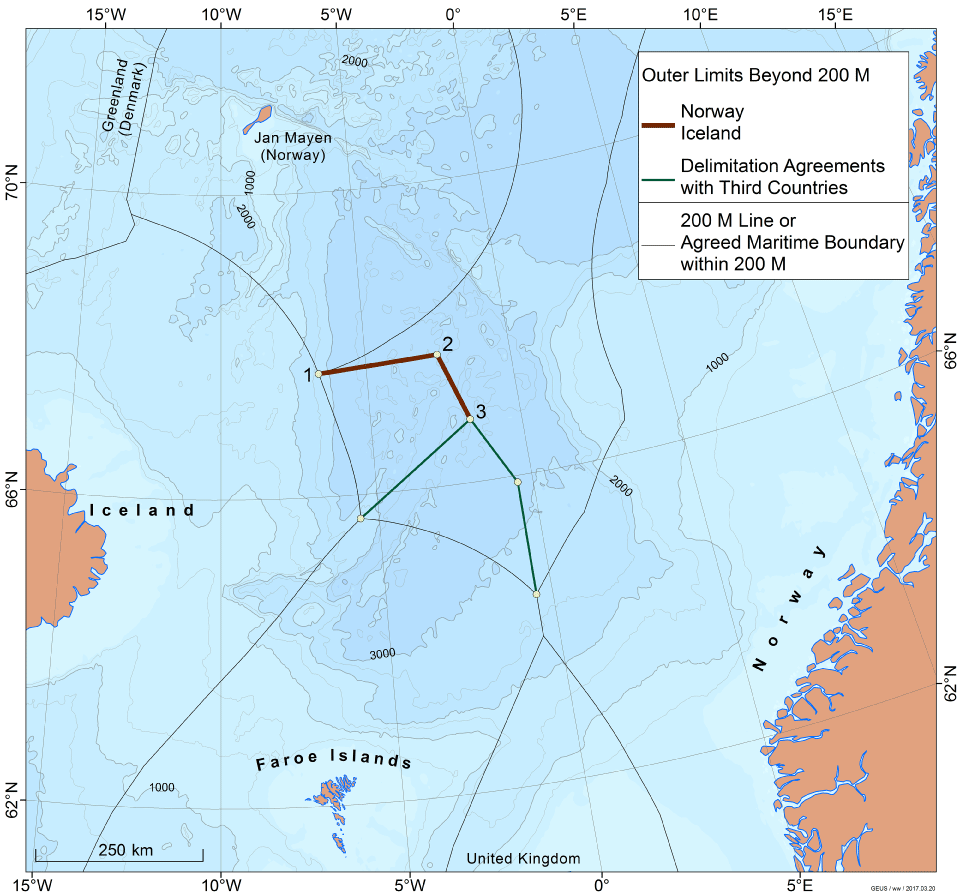 15°W 10°W 5°W 0° 5°E 10°E 15°E
Greenland
(Denmark)
2000
Outer Limits Beyond 200 M
Norway
Iceland
Delimitation Agreements
with Third Countries
200 M Line or
Agreed Maritime Boundary
within 200 M
Jan Mayen
(Norway)
70°N
1000
2000
66°N
1000
1
2
3
66°N
2000
Iceland
Norway
3000
62°N
Faroe Islands
1000
62°N
250 km
United Kingdom
15°W 10°W 5°W 0° 5°E
GEUS / ww / 2017.03.20